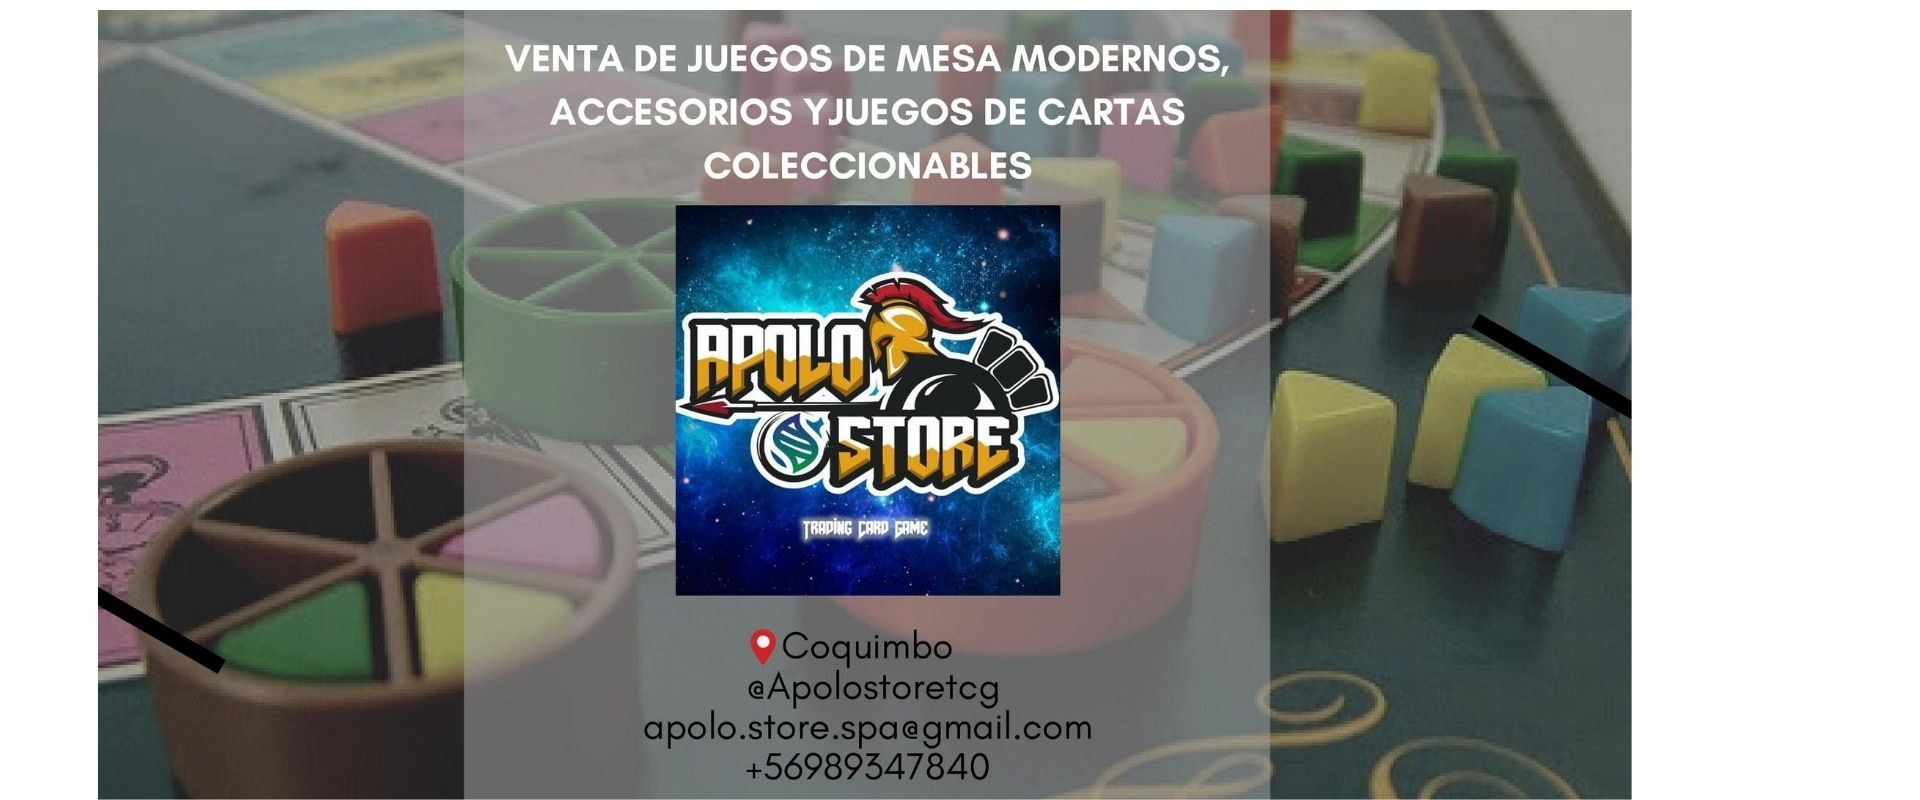 VENTA DE JUEGOS DE MESA MODERNOS,
ACCESORIOS YJUEGOS DE CARTAS
COLECCIONABLES
APOLO
STORE
TRADING CARD GAME
Coquimbo
@Apolostoretcg
apolo.store.spa@gmail.com
+56989347840